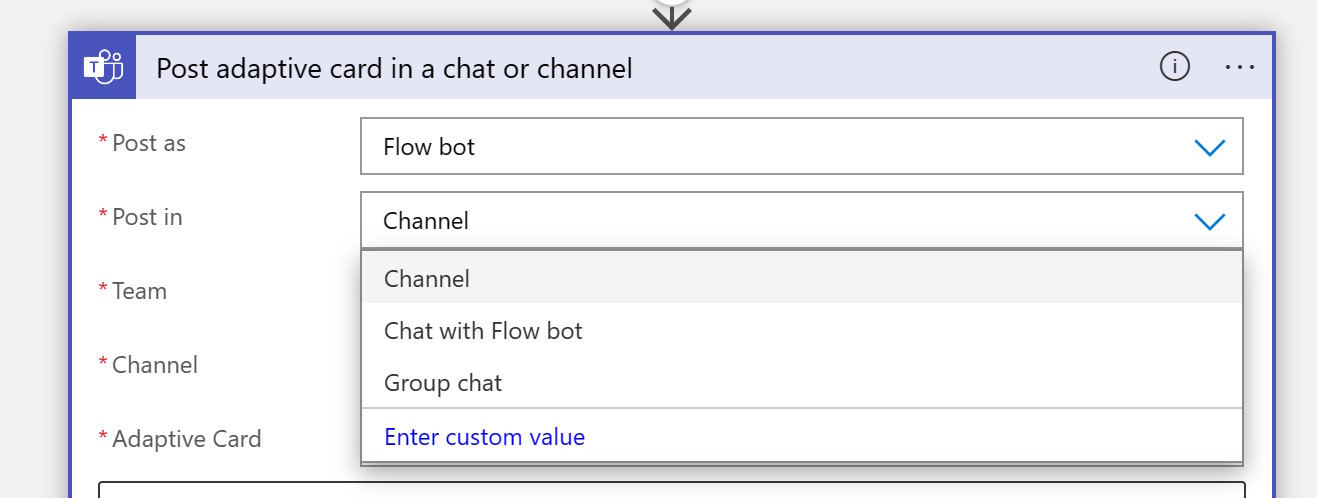 T
Post adaptive card in a chat or channel
i
...
* Post as
Flow bot
* Post in
Channel
Channel
* Team
Chat with Flow bot
* Channel
Group chat
* Adaptive Card
Enter custom value